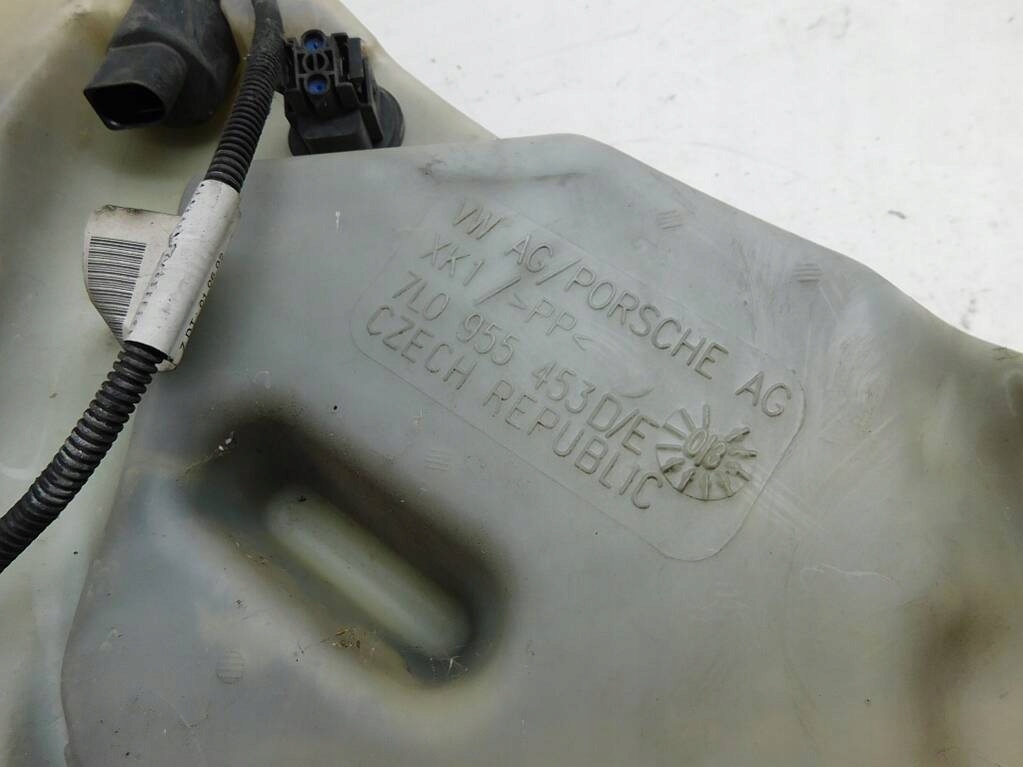 VW AG/PORSCHE AG
XK1/>PP<
7L0 955 453D/E
CZECH REPUBLIC